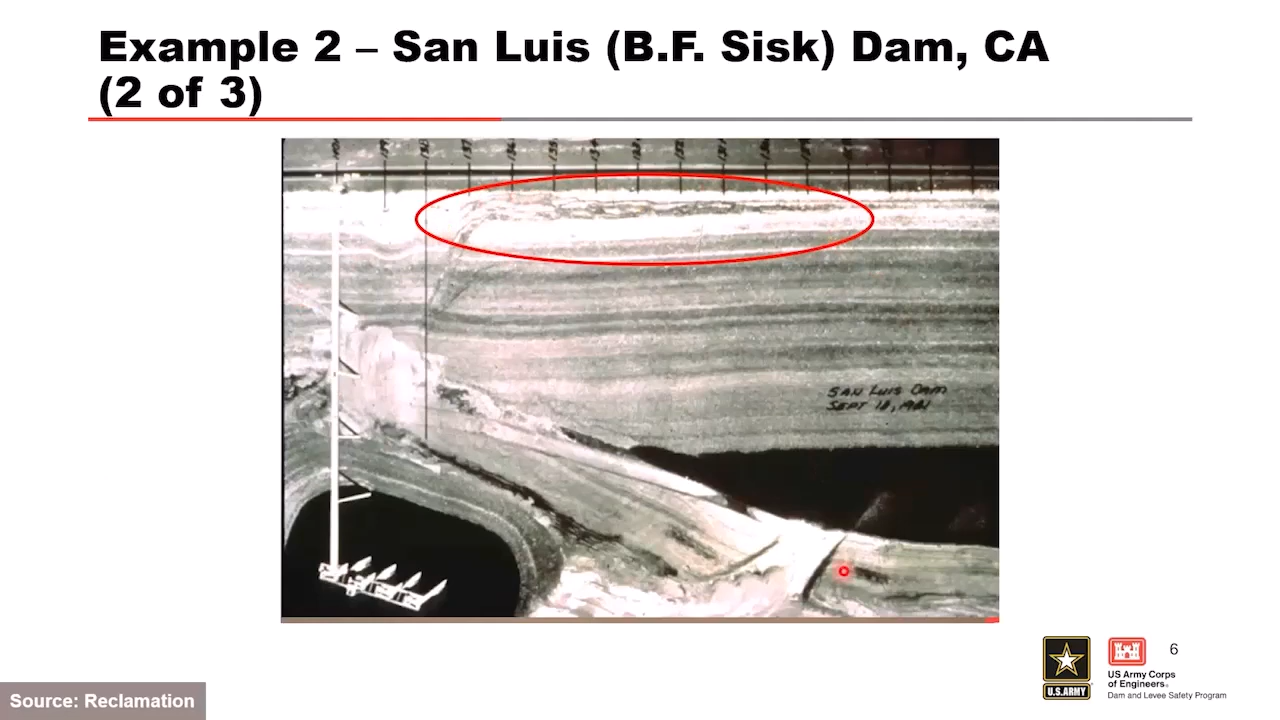 Example 2 – San Luis (B.F. Sisk) Dam, CA
(2 of 3)
SAN LUIS DAM
SEPT 18, 1981
U.S.ARMY
US Army Corps
of Engineers®
Dam and Levee Safety Program
6
Source: Reclamation